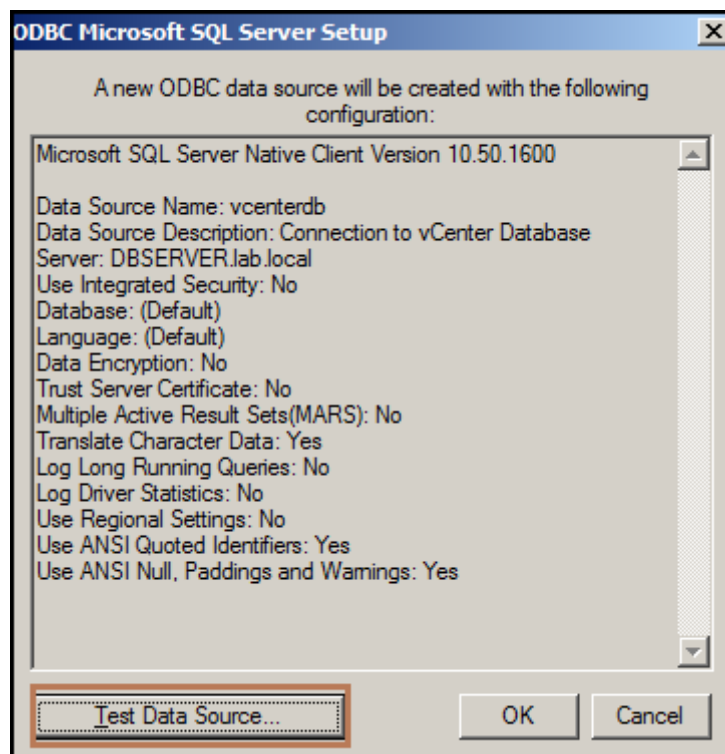 ODBC Microsoft SQL Server Setup
A new ODBC data source will be created with the following
configuration:
Microsoft SQL Server Native Client Version 10.50.1600
Data Source Name: vcenterdb
Data Source Description: Connection to vCenter Database
Server: DBSERVER.lab.local
Use Integrated Security: No
Database: (Default)
Language: (Default)
Data Encryption: No
Trust Server Certificate: No
Multiple Active Result Sets(MARS): No
Translate Character Data: Yes
Log Long Running Queries: No
Log Driver Statistics: No
Use Regional Settings: No
Use ANSI Quoted Identifiers: Yes
Use ANSI Null, Paddings and Warnings: Yes
Test Data Source...
OK
Cancel